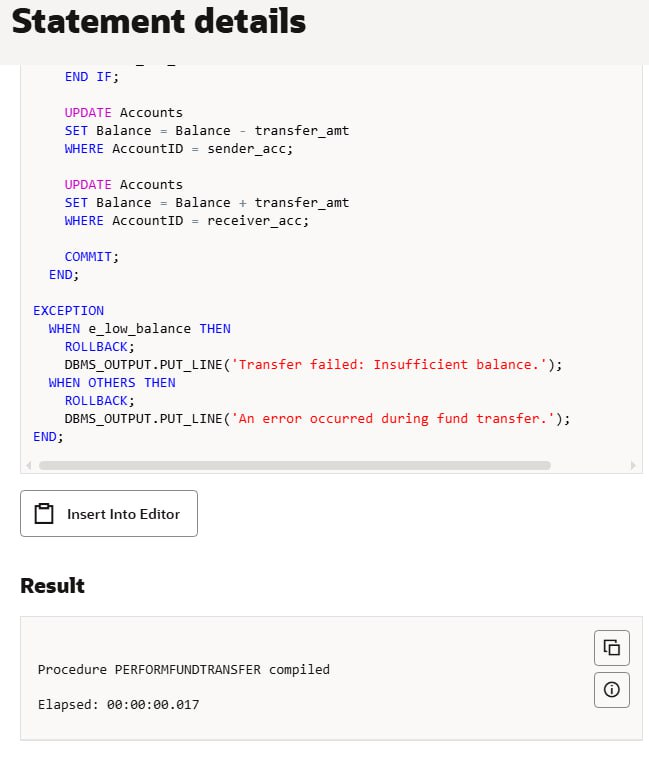 Statement details
END IF;
UPDATE Accounts
SET Balance = Balance - transfer_amt
WHERE AccountID = sender_acc;
UPDATE Accounts
SET Balance = Balance + transfer_amt
WHERE AccountID = receiver_acc;
COMMIT;
END;
EXCEPTION
WHEN e_low_balance THEN
ROLLBACK;
DBMS_OUTPUT.PUT_LINE('Transfer failed: Insufficient balance.');
WHEN OTHERS THEN
ROLLBACK;
DBMS_OUTPUT.PUT_LINE('An error occurred during fund transfer.');
END;
Insert Into Editor
Result
Procedure PERFORMFUNDTRANSFER compiled
Elapsed: 00:00:00.017